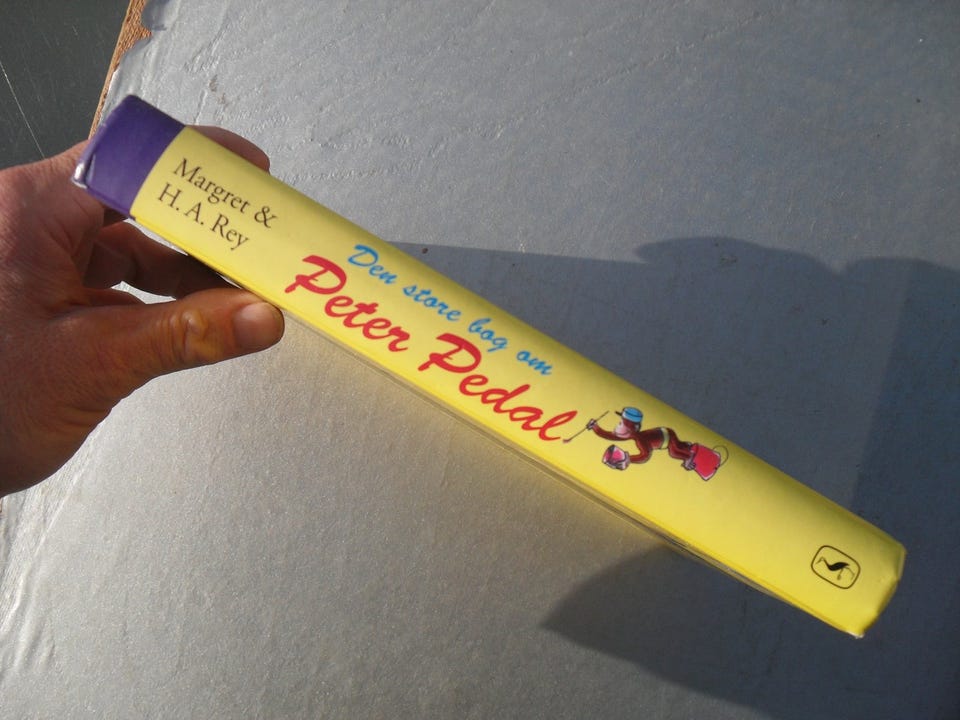 Margret &
H. A. Rey
Den store bog om
Peter Pedal